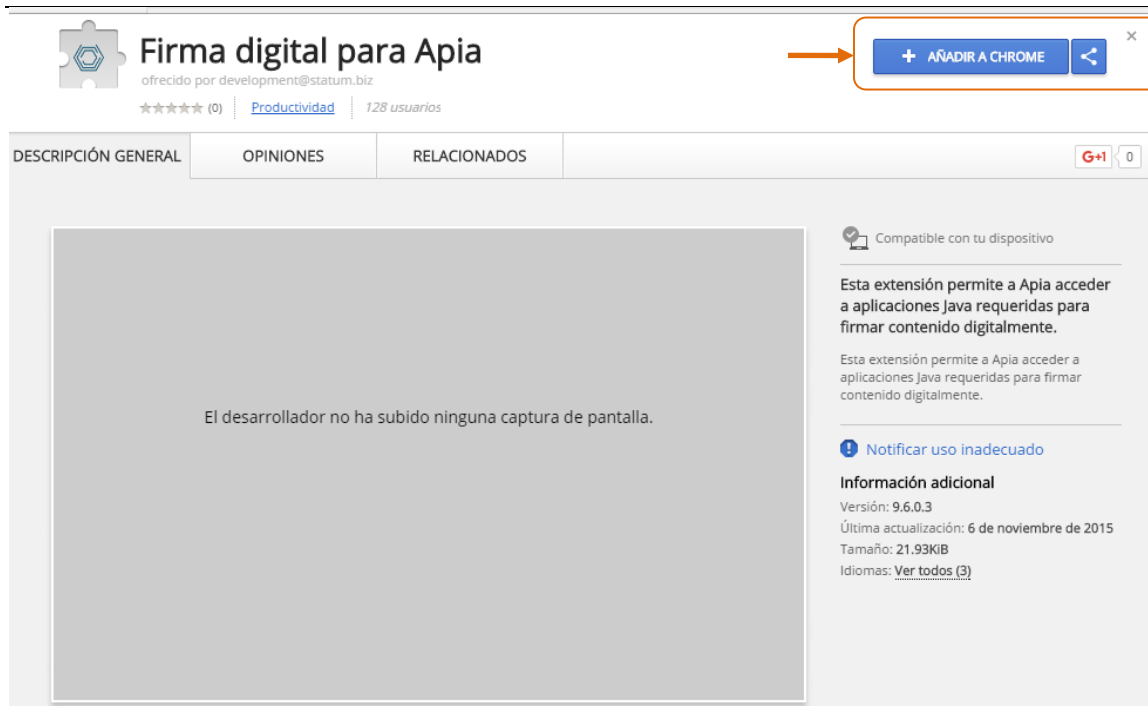 Firma digital para Apia
ofrecido por development@statum.biz
(0) Productividad 128 usuarios
+ AÑADIR A CHROME
DESCRIPCIÓN GENERAL OPINIONES RELACIONADOS
G+1 0
El desarrollador no ha subido ninguna captura de pantalla.
Compatible con tu dispositivo
Esta extensión permite a Apia acceder
a aplicaciones Java requeridas para
firmar contenido digitalmente.
Esta extensión permite a Apia acceder a
aplicaciones Java requeridas para firmar
contenido digitalmente.
Notificar uso inadecuado
Información adicional
Versión: 9.6.0.3
Última actualización: 6 de noviembre de 2015
Tamaño: 21.93KiB
Idiomas: Ver todos (3)